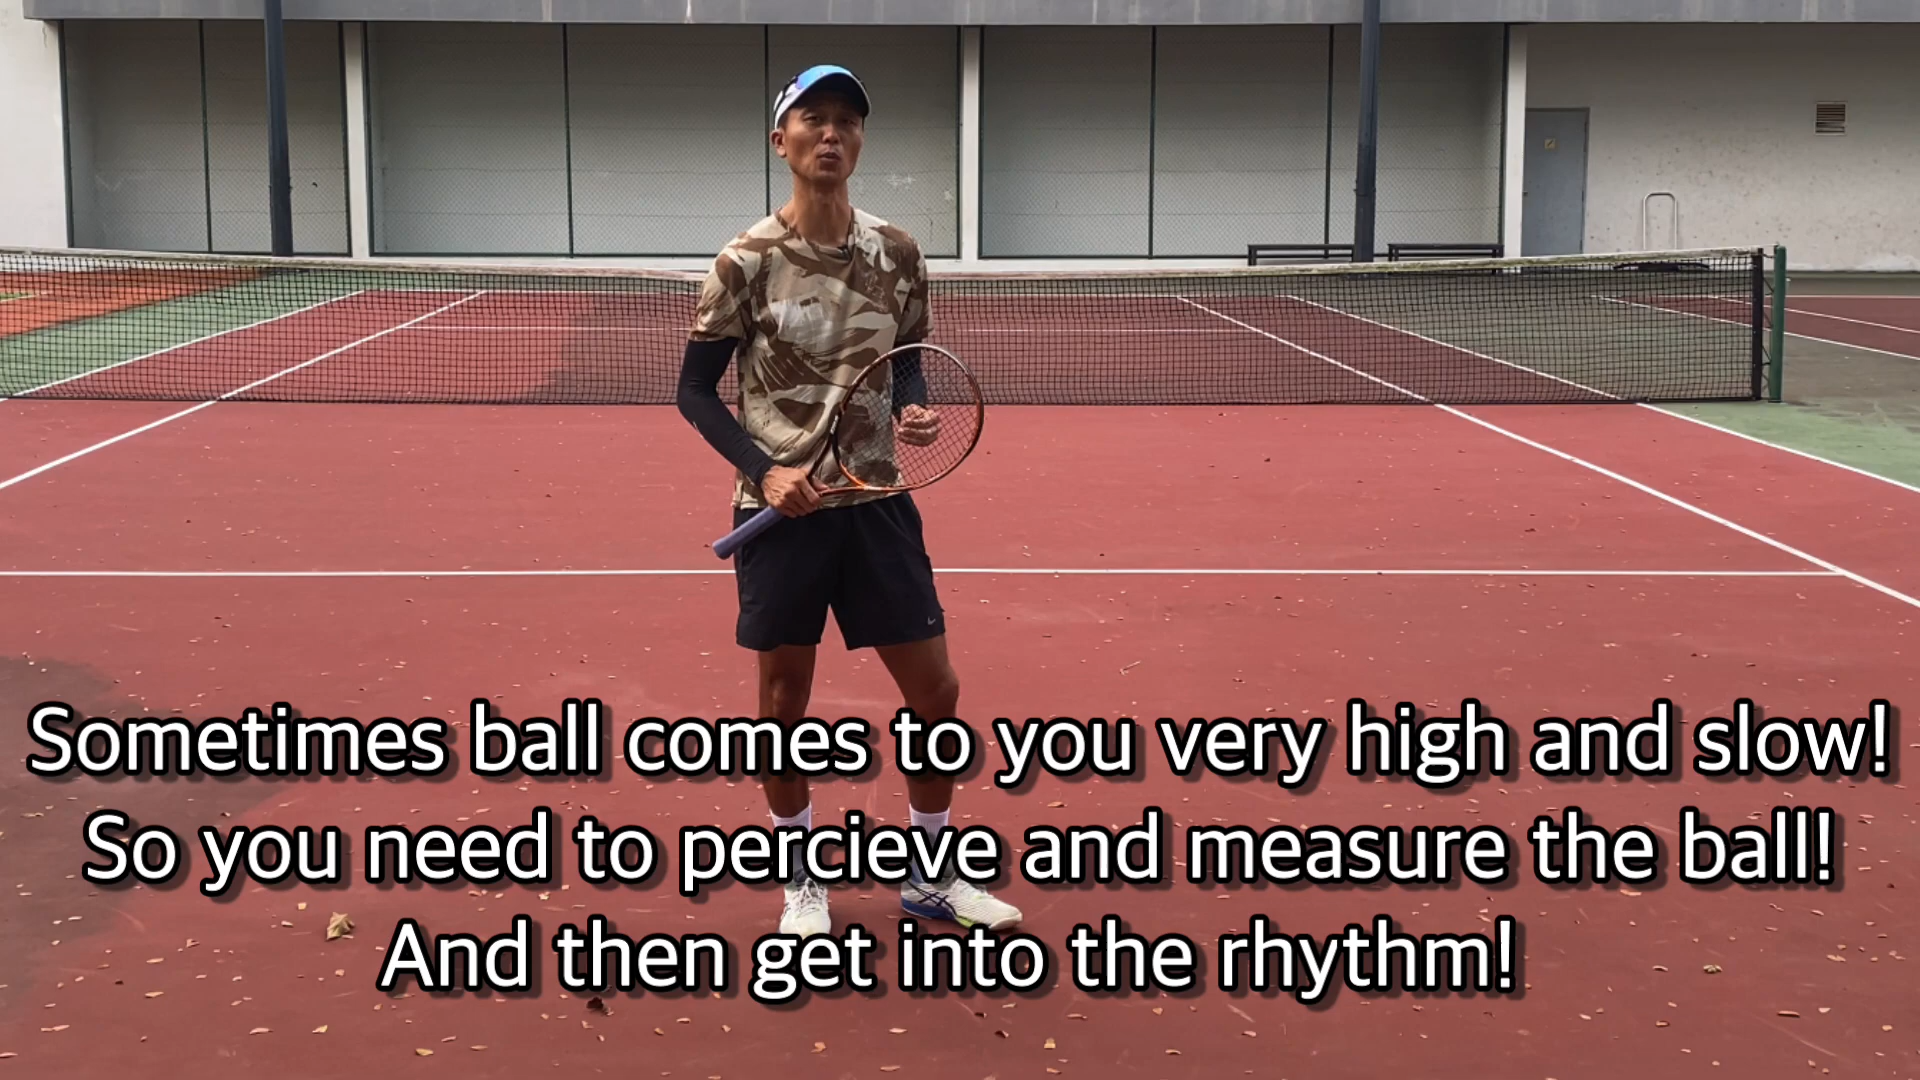 Sometimes ball comes to you very high and slow!
So you need to percieve and measure the ball!
And then get into the rhythm!